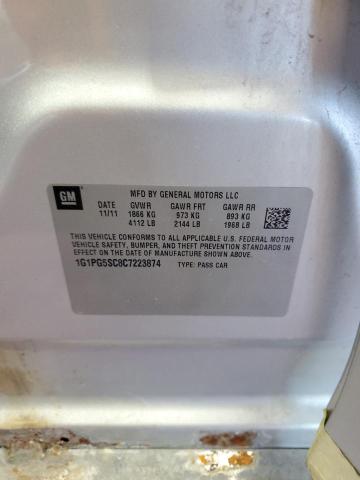 GM
MFD BY GENERAL MOTORS LLC
DATE GVWR GAWR FRT GAWR RR
11/11 1866 KG 973 KG 893 KG
4112 LB 2144 LB 1968 LB
THIS VEHICLE CONFORMS TO ALL APPLICABLE U.S. FEDERAL MOTOR
VEHICLE SAFETY, BUMPER, AND THEFT PREVENTION STANDARDS IN
EFFECT ON THE DATE OF MANUFACTURE SHOWN ABOVE.
1G1PG5SC8C7223874 TYPE: PASS CAR